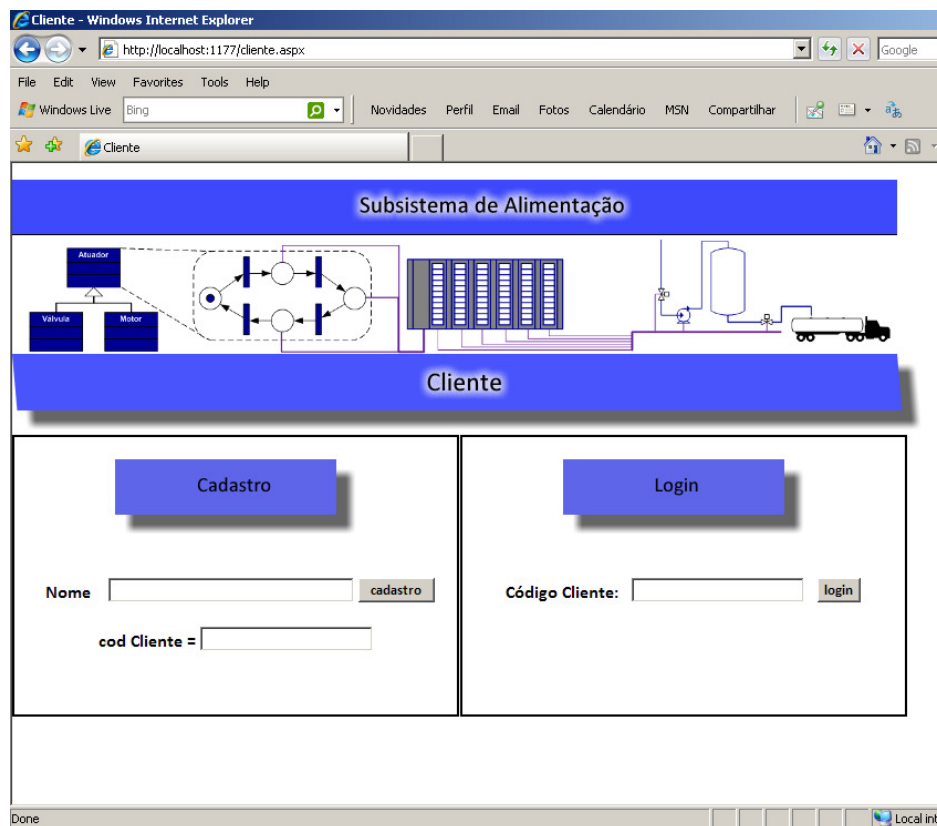 Cliente - Windows Internet Explorer
http://localhost:1177/cliente.aspx
Google
File Edit View Favorites Tools Help
Windows Live Bing Novidades Perfil Email Fotos Calendário MSN Compartilhar
Cliente
Subsistema de Alimentação
Atuador
Válvula Motor
Cliente
Cadastro Login
Nome cadastro Código Cliente: login
cod Cliente =
Done Local int